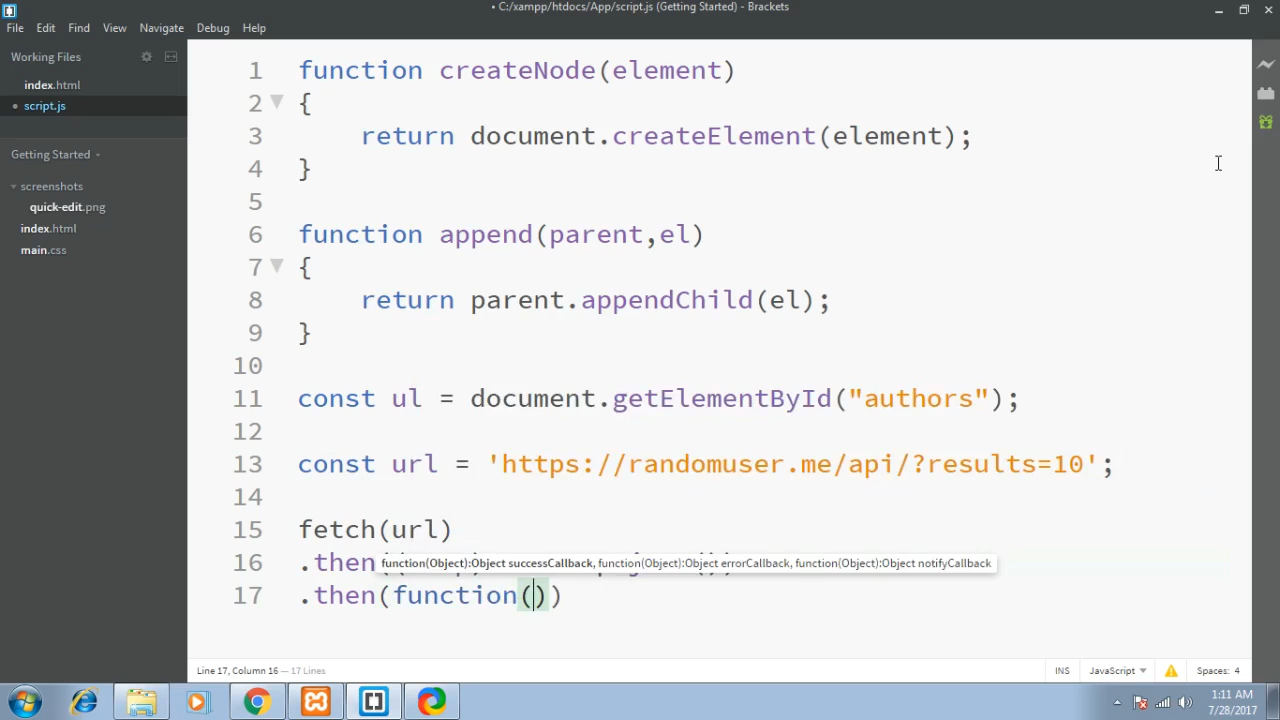 • C:/xampp/htdocs/App/script.js (Getting Started) - Brackets
File Edit Find View Navigate Debug Help
Working Files
index.html
• script.js
Getting Started
screenshots
quick-edit.png
index.html
main.css
1 function createNode(element)
2 {
3 return document.createElement(element);
4 }
5
6 function append(parent,el)
7 {
8 return parent.appendChild(el);
9 }
10
11 const ul = document.getElementById("authors");
12
13 const url = 'https://randomuser.me/api/?results=10';
14
15 fetch(url)
function(Object):Object successCallback, function(Object):Object errorCallback, function(Object):Object notifyCallback
16 .then
17 .then(function())
Line 17, Column 16 — 17 Lines
INS JavaScript Spaces: 4
1:11 AM
7/28/2017